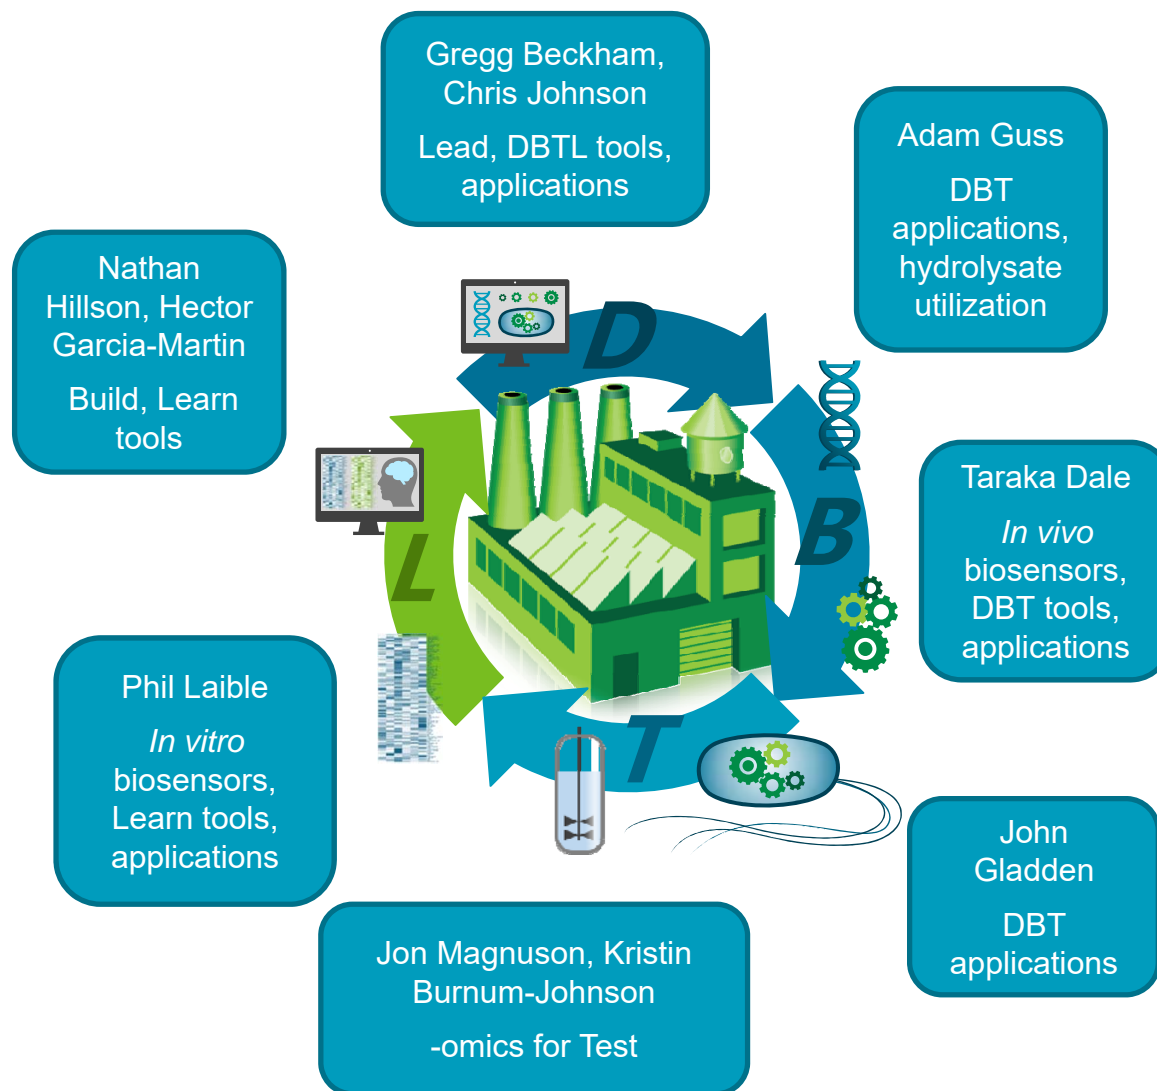 Gregg Beckham,
Chris Johnson
Lead, DBTL tools,
applications
Adam Guss
DBT
applications,
hydrolysate
utilization
Nathan
Hillson, Hector
Garcia-Martin
Build, Learn
tools
D
B
T
L
Taraka Dale
In vivo
biosensors,
DBT tools,
applications
Phil Laible
In vitro
biosensors,
Learn tools,
applications
John
Gladden
DBT
applications
Jon Magnuson, Kristin
Burnum-Johnson
-omics for Test